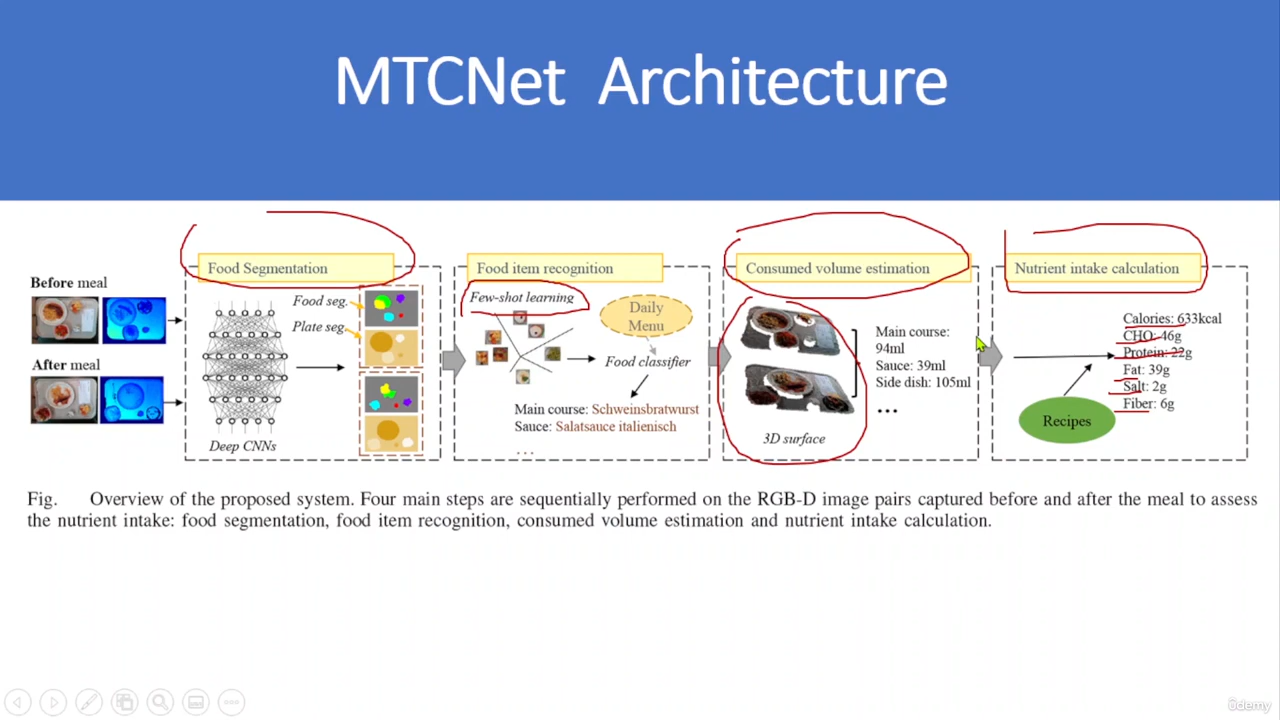 MTCNet Architecture
Before meal
After meal
Food Segmentation
Food seg.
Plate seg.
Deep CNNs
Food item recognition
Few-shot learning
Daily
Menu
Food classifier
Main course: Schweinsbratwurst
Sauce: Salatsauce italienisch
...
Consumed volume estimation
Main course:
94ml
Sauce: 39ml
Side dish: 105ml
...
3D surface
Nutrient intake calculation
Calories: 633kcal
CHO: 46g
Protein: 22g
Fat: 39g
Salt: 2g
Fiber: 6g
Recipes
Fig. Overview of the proposed system. Four main steps are sequentially performed on the RGB-D image pairs captured before and after the meal to assess
the nutrient intake: food segmentation, food item recognition, consumed volume estimation and nutrient intake calculation.
ûdemy